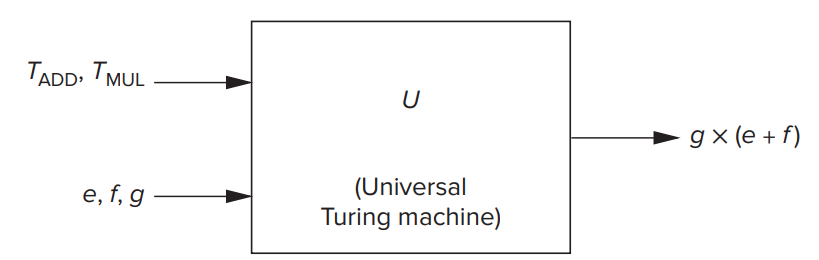 T_ADD, T_MUL
U
g × (e + f)
e, f, g
(Universal
Turing machine)